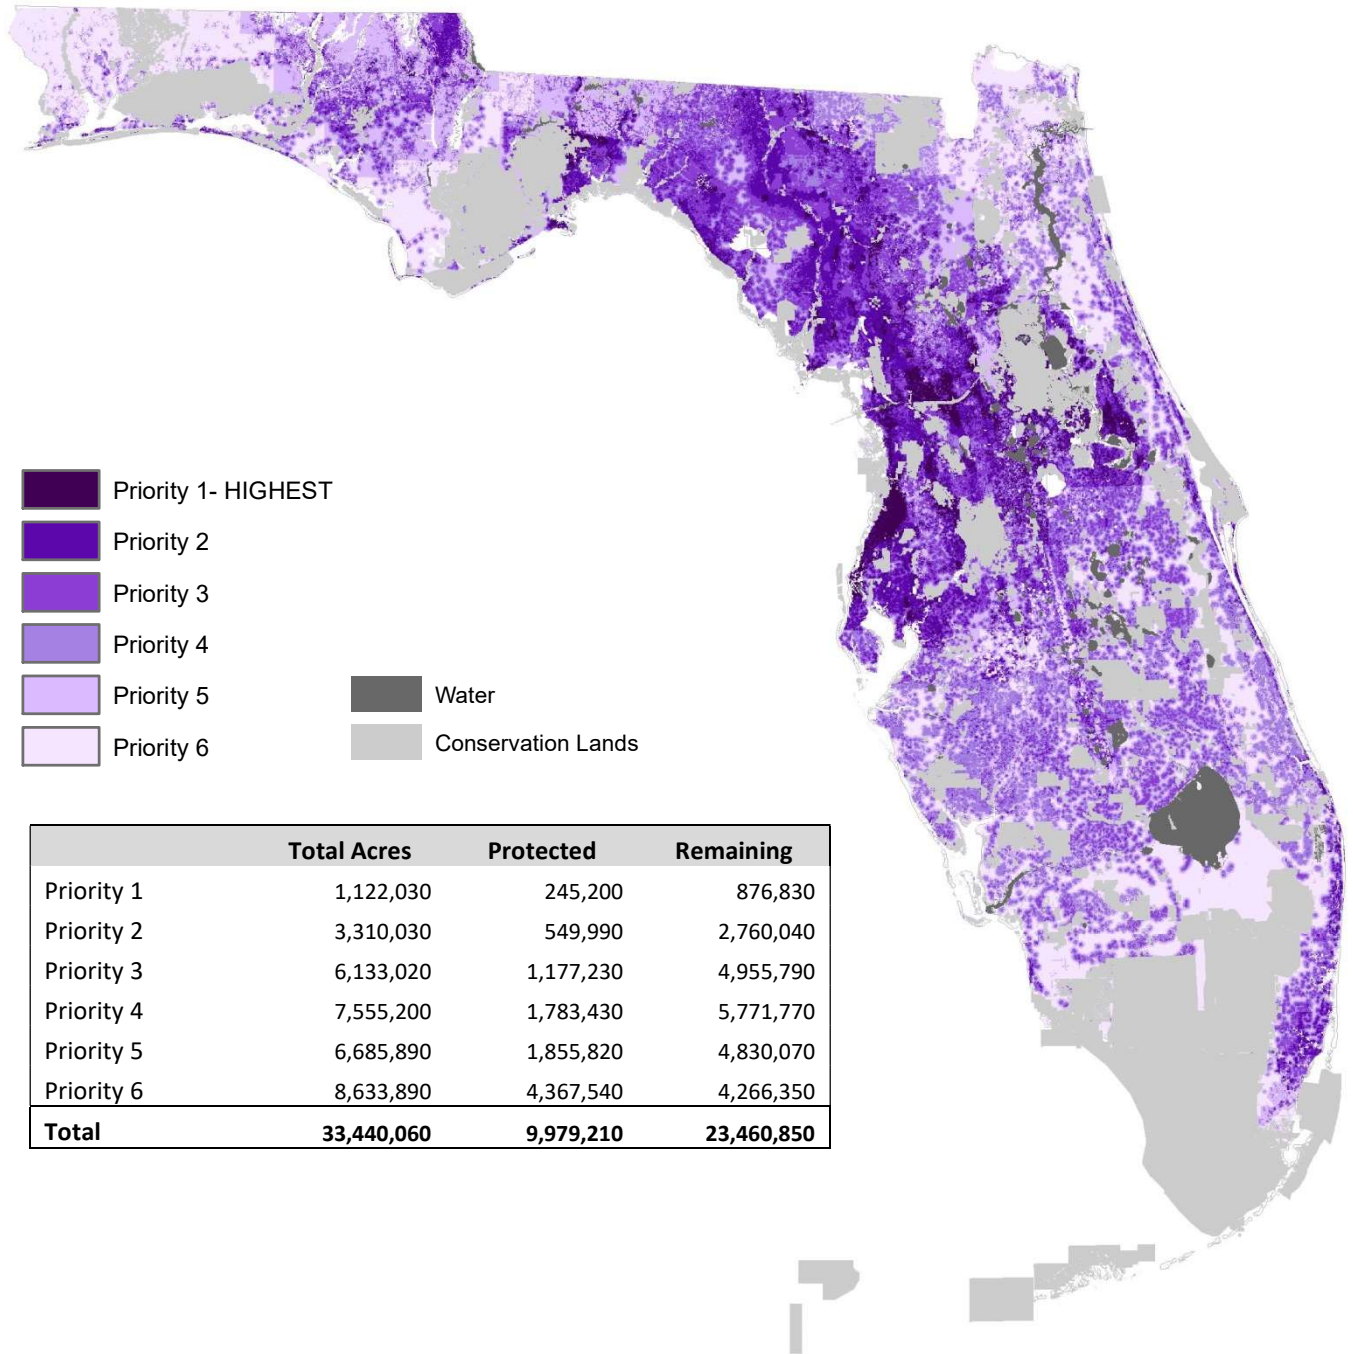 Priority 1- HIGHEST
Priority 2
Priority 3
Priority 4
Priority 5
Priority 6
Water
Conservation Lands
Total Acres Protected Remaining
Priority 1 1,122,030 245,200 876,830
Priority 2 3,310,030 549,990 2,760,040
Priority 3 6,133,020 1,177,230 4,955,790
Priority 4 7,555,200 1,783,430 5,771,770
Priority 5 6,685,890 1,855,820 4,830,070
Priority 6 8,633,890 4,367,540 4,266,350
Total 33,440,060 9,979,210 23,460,850